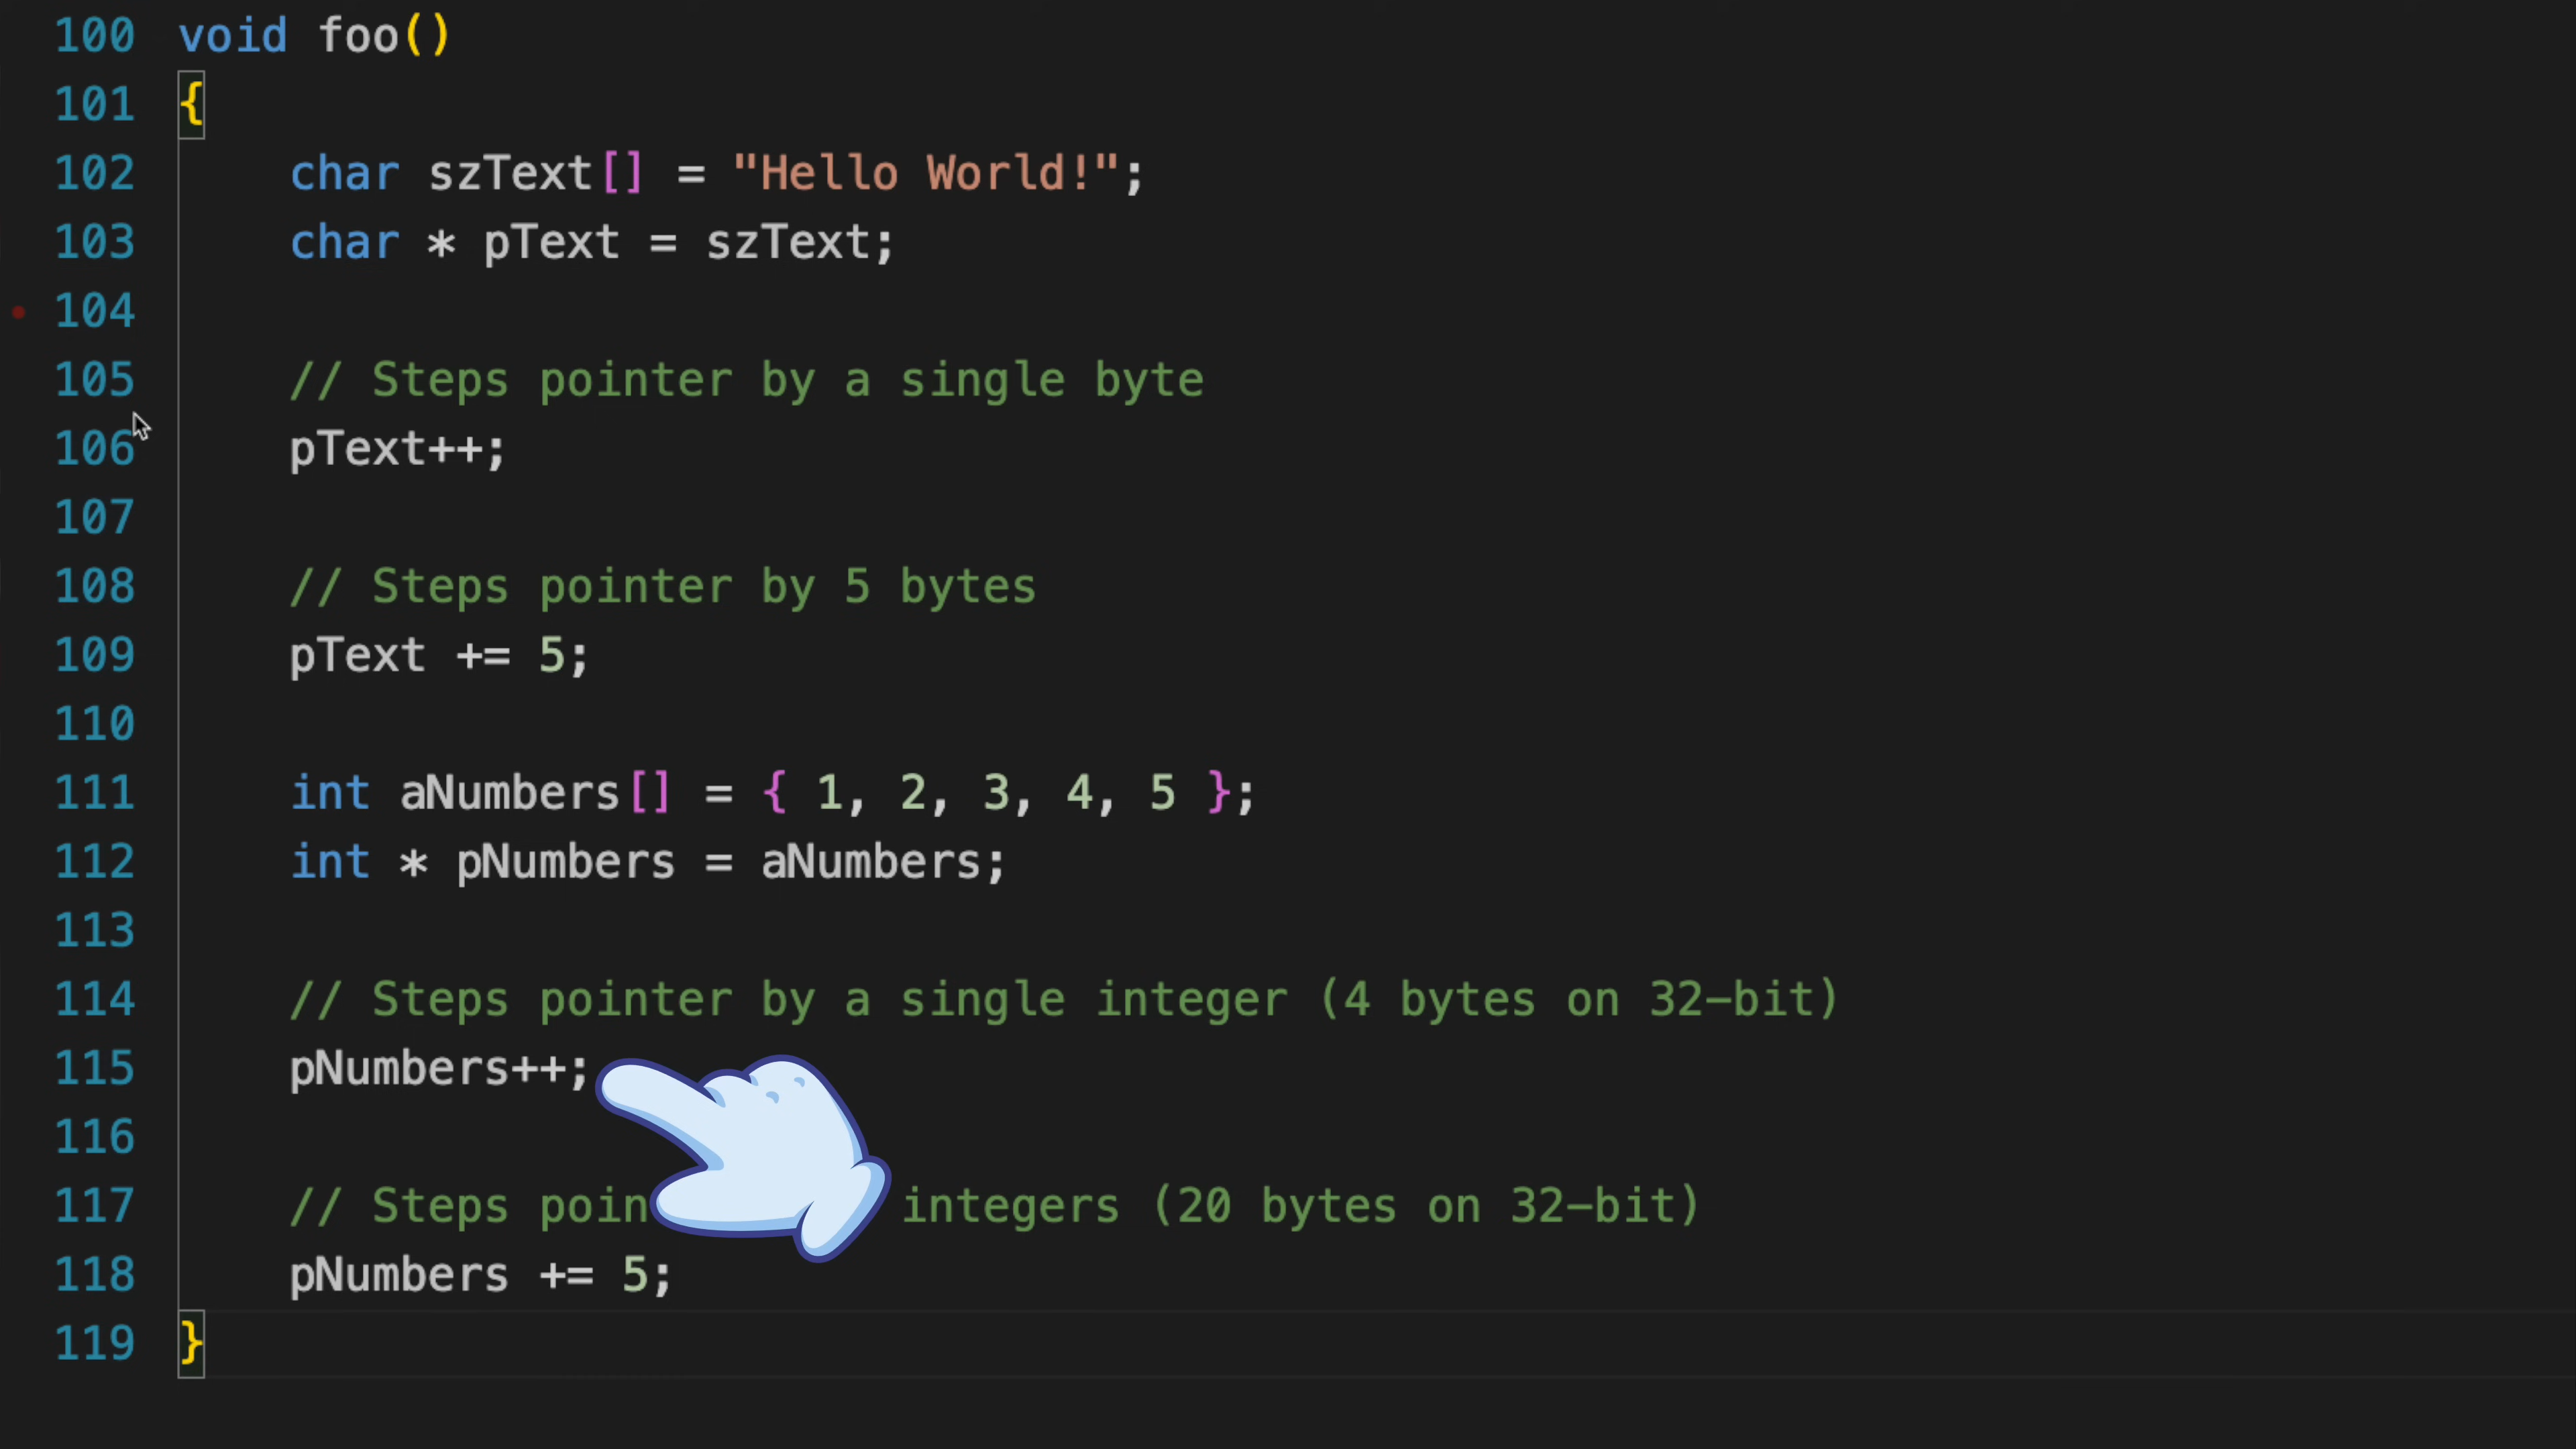 100 void foo()
101 {
102 char szText[] = "Hello World!";
103 char * pText = szText;
104
105 // Steps pointer by a single byte
106 pText++;
107
108 // Steps pointer by 5 bytes
109 pText += 5;
110
111 int aNumbers[] = { 1, 2, 3, 4, 5 };
112 int * pNumbers = aNumbers;
113
114 // Steps pointer by a single integer (4 bytes on 32-bit)
115 pNumbers++;
116
117 // Steps integers (20 bytes on 32-bit)
118 pNumbers += 5;
119 }